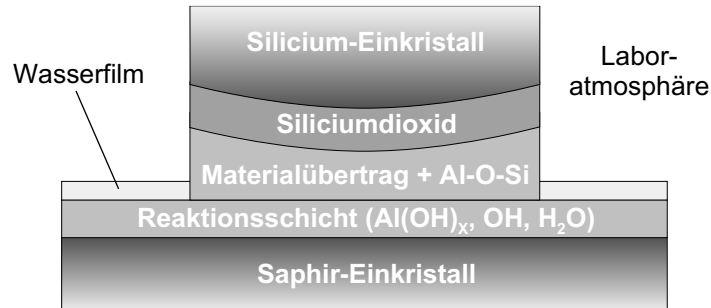 Silicium-Einkristall
Labor-
atmosphäre
Wasserfilm
Siliciumdioxid
Materialübertrag + Al-O-Si
Reaktionsschicht (Al(OH)x, OH, H2O)
Saphir-Einkristall